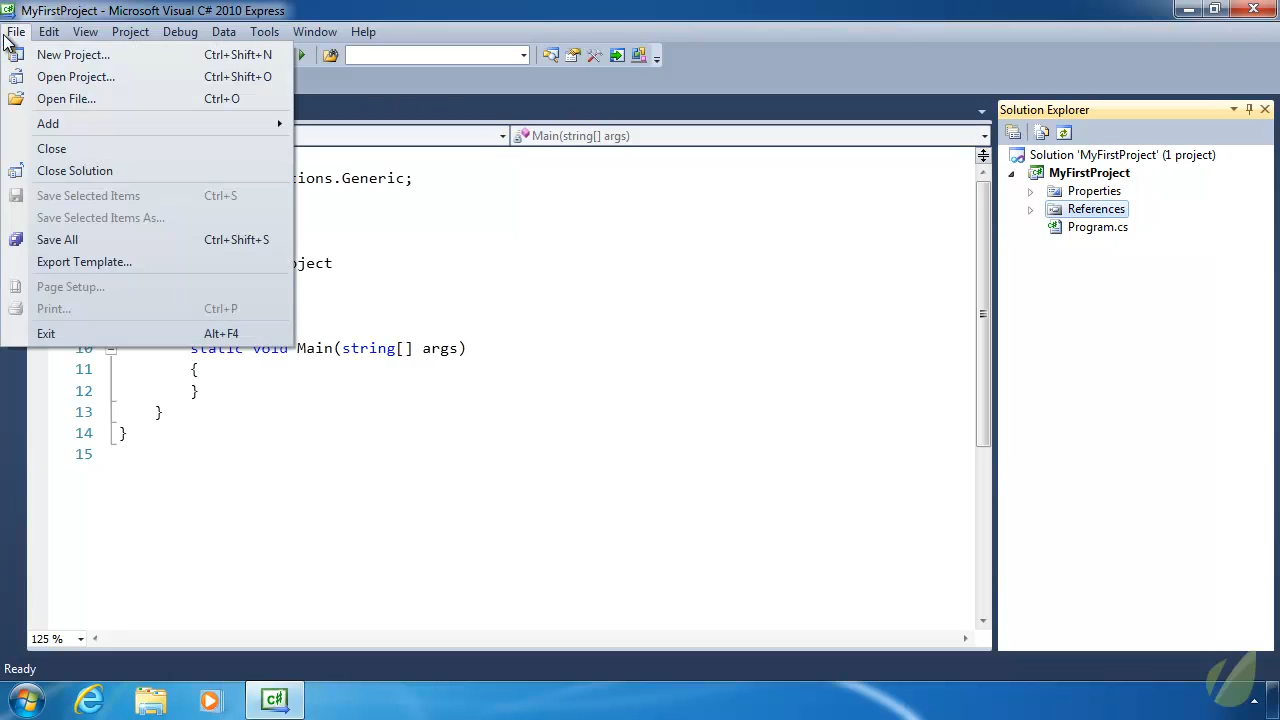 MyFirstProject - Microsoft Visual C# 2010 Express
File Edit View Project Debug Data Tools Window Help
New Project... Ctrl+Shift+N
Open Project... Ctrl+Shift+O
Open File... Ctrl+O
Add
Close
Close Solution
Save Selected Items Ctrl+S
Save Selected Items As...
Save All Ctrl+Shift+S
Export Template...
Page Setup...
Print... Ctrl+P
Exit Alt+F4
Main(string[] args)
ions.Generic;
oject
10 static void Main(string[] args)
11 {
12 }
13 }
14 }
15
125 %
Solution Explorer
Solution 'MyFirstProject' (1 project)
MyFirstProject
Properties
References
Program.cs
Ready
C#